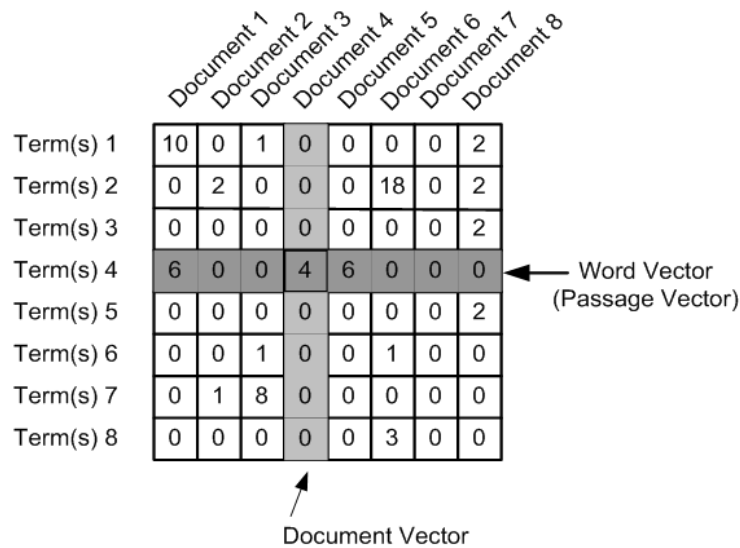 Document 1 Document 2 Document 3 Document 4 Document 5 Document 6 Document 7 Document 8
Term(s) 1 10 0 1 0 0 0 0 2
Term(s) 2 0 2 0 0 0 18 0 2
Term(s) 3 0 0 0 0 0 0 0 2
Term(s) 4 6 0 0 4 6 0 0 0
Word Vector
(Passage Vector)
Term(s) 5 0 0 0 0 0 0 0 2
Term(s) 6 0 0 1 0 0 1 0 0
Term(s) 7 0 1 8 0 0 0 0 0
Term(s) 8 0 0 0 0 0 3 0 0
Document Vector